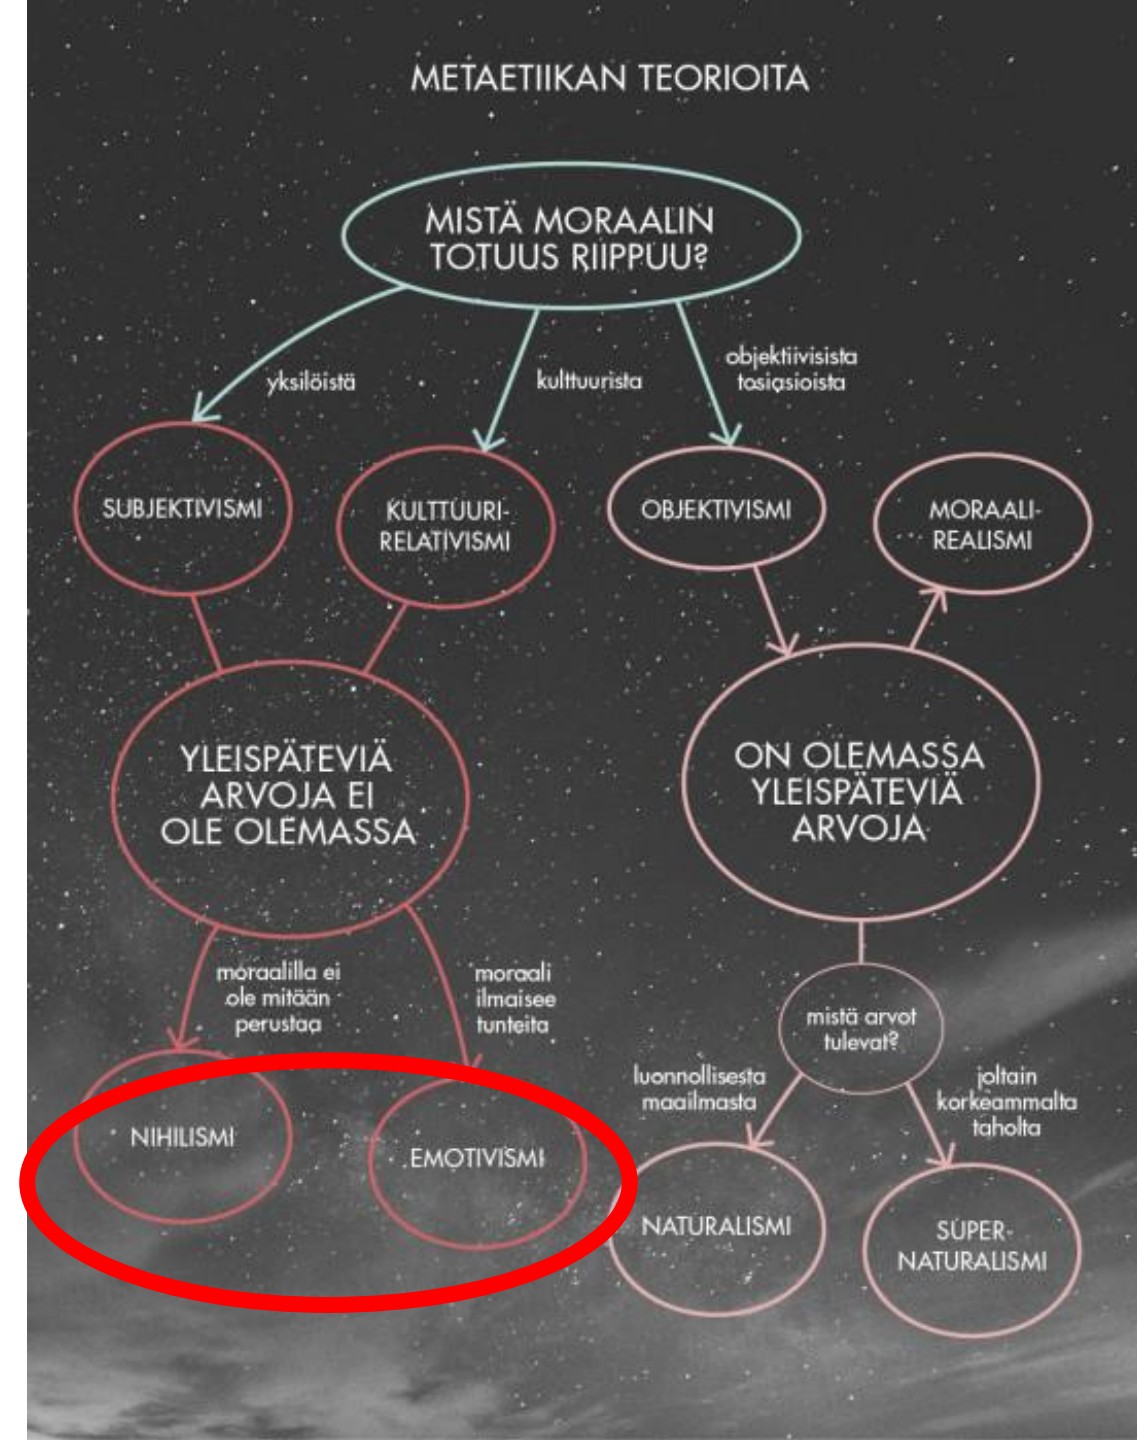 METAETIIKAN TEORIOITA
MISTÄ MORAALIN
TOTUUS RIIPPUU?
yksilöistä
kulttuurista
objektiivisista
tosiasioista
SUBJEKTIVISMI
KULTTUURI-
RELATIVISMI
OBJEKTIVISMI
MORAALI-
REALISMI
YLEISPÄTEVIÄ
ARVOJA EI
OLE OLEMASSA
ON OLEMASSA
YLEISPÄTEVIÄ
ARVOJA
moraalilla ei
ole mitään
perustaa
moraali
ilmaisee
tunteita
mistä arvot
tulevat?
luonnollisesta
maailmasta
joltain
korkeammalta
taholta
NIHILISMI
EMOTIVISMI
NATURALISMI
SUPER-
NATURALISMI